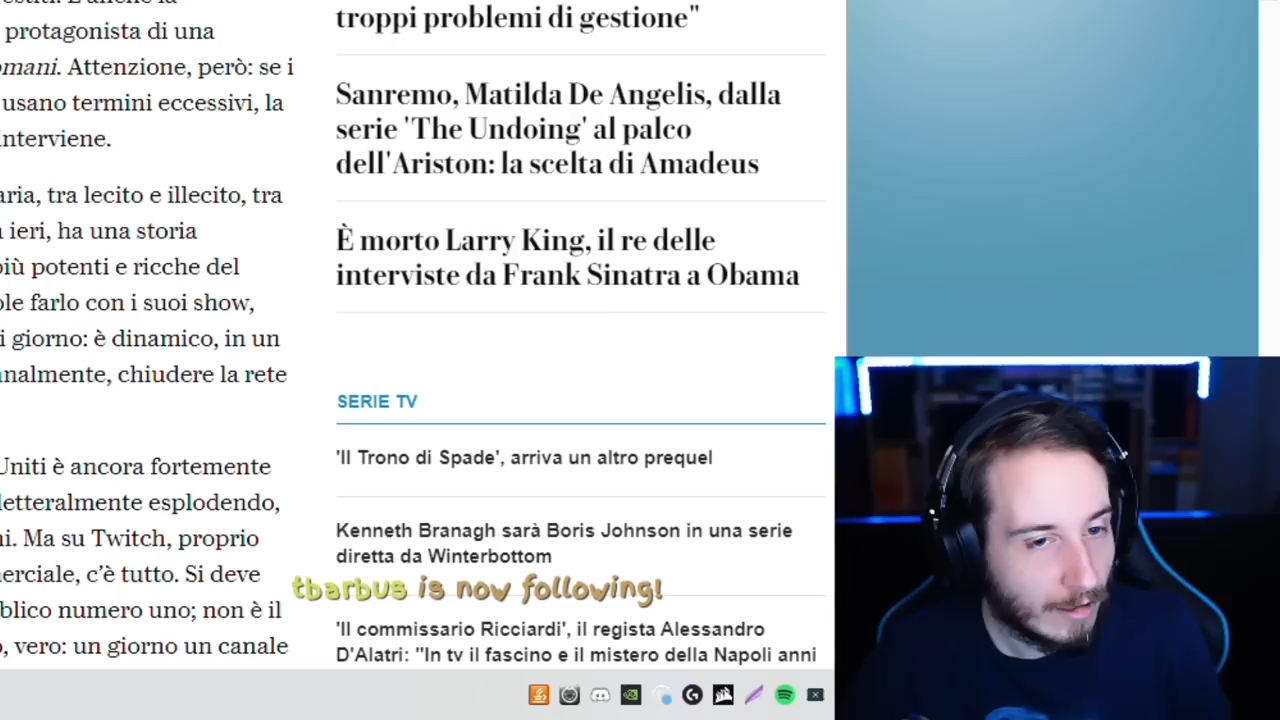 protagonista di una
omani. Attenzione, però: se i
usano termini eccessivi, la
interviene.
aria, tra lecito e illecito, tra
ieri, ha una storia
più potenti e ricche del
ole farlo con i suoi show,
i giorno: è dinamico, in un
analmente, chiudere la rete
Uniti è ancora fortemente
letteralmente esplodendo,
ni. Ma su Twitch, proprio
merciale, c'è tutto. Si deve
bblico numero uno; non è il
o, vero: un giorno un canale
troppi problemi di gestione"
Sanremo, Matilda De Angelis, dalla
serie 'The Undoing' al palco
dell'Ariston: la scelta di Amadeus
È morto Larry King, il re delle
interviste da Frank Sinatra a Obama
SERIE TV
'Il Trono di Spade', arriva un altro prequel
Kenneth Branagh sarà Boris Johnson in una serie
diretta da Winterbottom
tbarbus is now following!
'Il commissario Ricciardi', il regista Alessandro
D'Alatri: "In tv il fascino e il mistero della Napoli anni